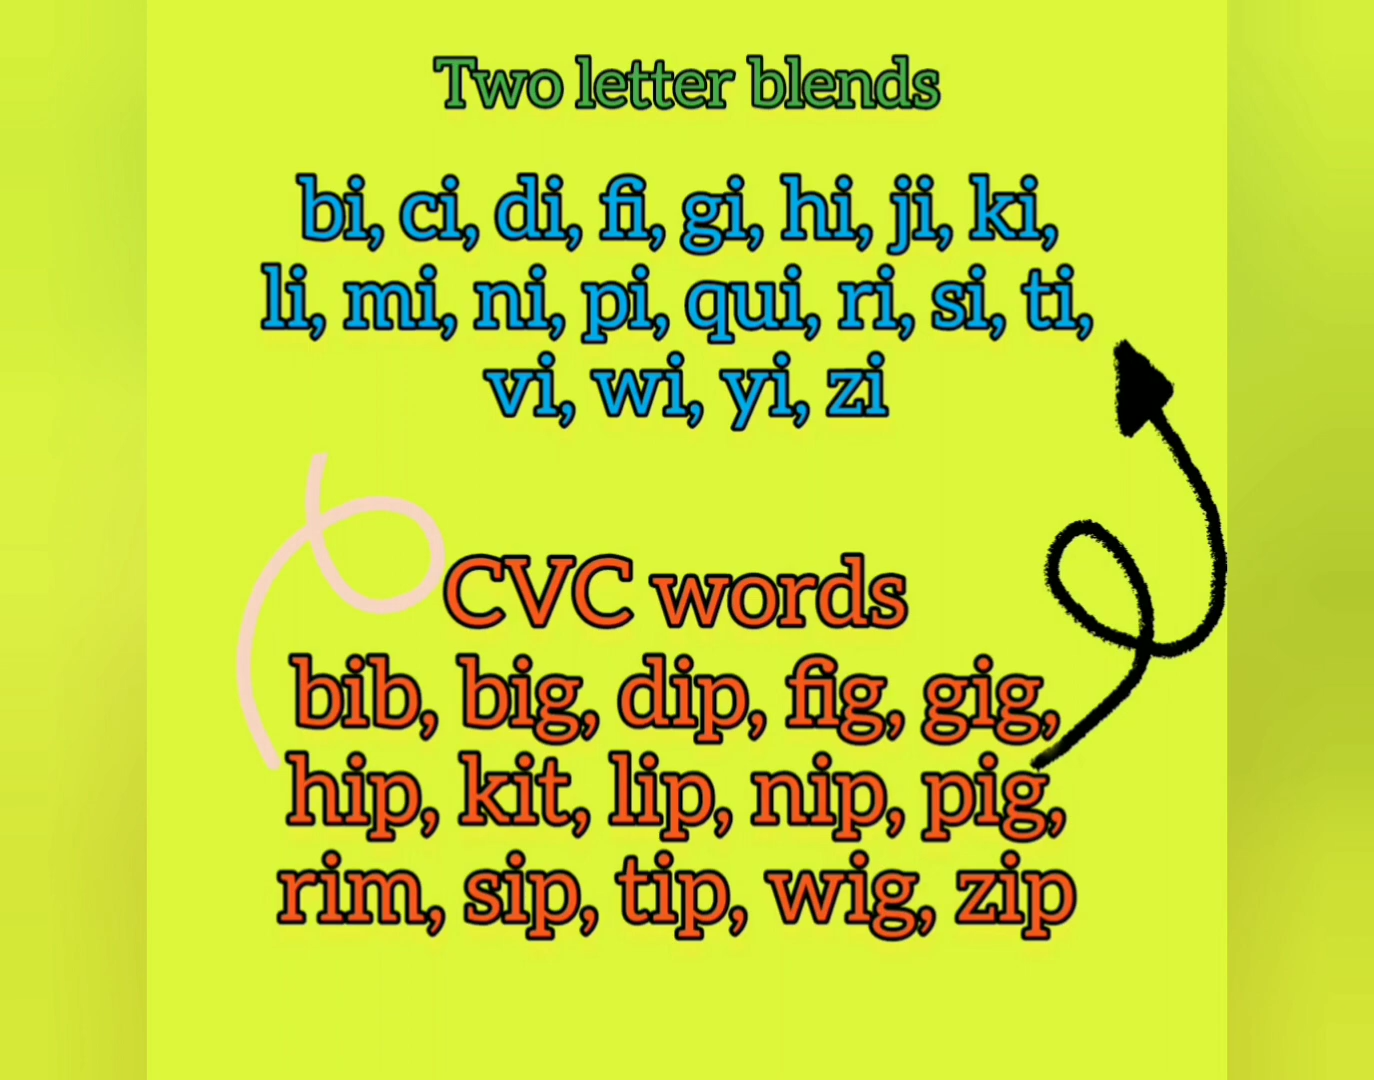 Two letter blends
bi, ci, di, fi, gi, hi, ji, ki,
li, mi, ni, pi, qui, ri, si, ti,
vi, wi, yi, zi
CVC words
bib, big, dip, fig, gig,
hip, kit, lip, nip, pig,
rim, sip, tip, wig, zip